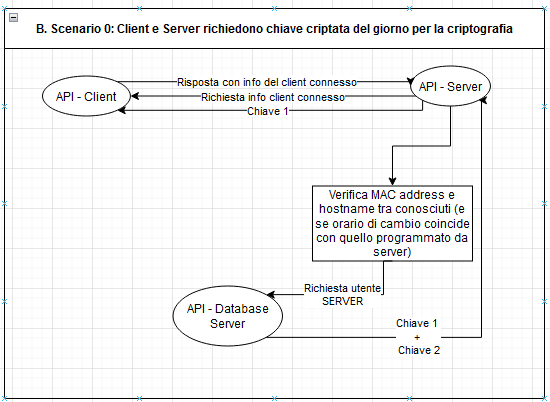 B. Scenario 0: Client e Server richiedono chiave criptata del giorno per la criptografia
Risposta con info del client connesso
API - Client
API - Server
Richiesta info client connesso
Chiave 1
Verifica MAC address e
hostname tra conosciuti (e
se orario di cambio coincide
con quello programmato da
server)
Richiesta utente
SERVER
API - Database
Server
Chiave 1
+
Chiave 2